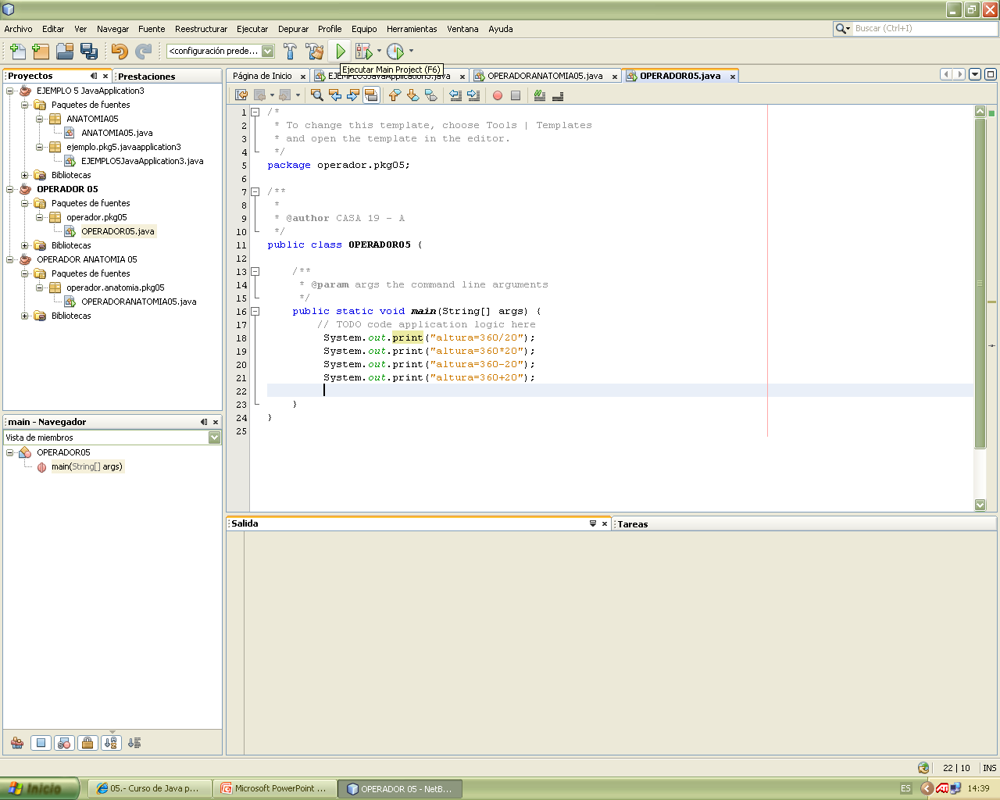 Archivo Editar Ver Navegar Fuente Reestructurar Ejecutar Depurar Profile Equipo Herramientas Ventana Ayuda
Buscar (Ctrl+I)
<configuración prede...
Ejecutar Main Project (F6)
Proyectos
Prestaciones
EJEMPLO 5 JavaApplication3
Paquetes de fuentes
ANATOMIA05
ANATOMIA05.java
ejemplo.pkg5.javaapplication3
EJEMPLO5JavaApplication3.java
Bibliotecas
OPERADOR 05
Paquetes de fuentes
operador.pkg05
OPERADOR05.java
Bibliotecas
OPERADOR ANATOMIA 05
Paquetes de fuentes
operador.anatomia.pkg05
OPERADORANATOMIA05.java
Bibliotecas
main - Navegador
Vista de miembros
OPERADOR05
main(String[] args)
Página de Inicio
EJEMPLO5JavaApplication3.java
OPERADORANATOMIA05.java
OPERADOR05.java
1 /*
2 * To change this template, choose Tools | Templates
3 * and open the template in the editor.
4 */
5 package operador.pkg05;
6
7 /**
8 *
9 * @author CASA 19 - A
10 */
11 public class OPERADOR05 {
12
13 /**
14 * @param args the command line arguments
15 */
16 public static void main(String[] args) {
17 // TODO code application logic here
18 System.out.print("altura=360/20");
19 System.out.print("altura=360*20");
20 System.out.print("altura=360-20");
21 System.out.print("altura=360+20");
22
23 }
24 }
25
Salida
Tareas
22 | 10 INS
Inicio
05.- Curso de Java p...
Microsoft PowerPoint ...
OPERADOR 05 - NetB...
ES
14:39